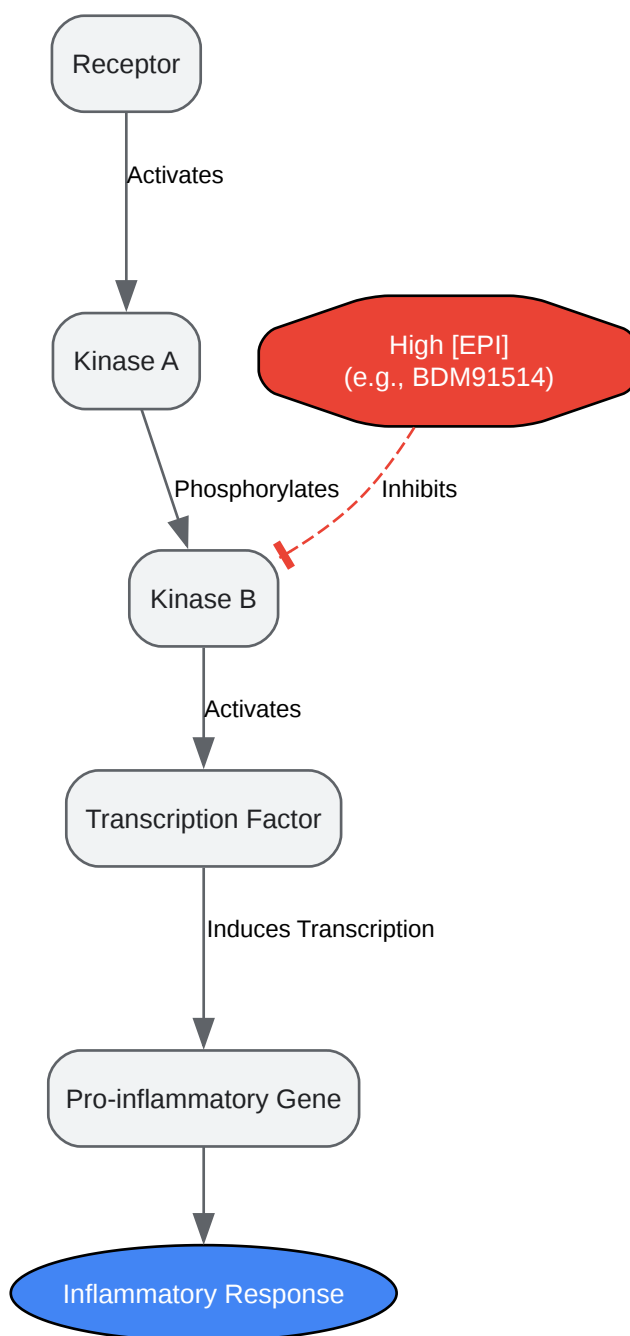 Receptor
Activates
Kinase A
High [EPI]
(e.g., BDM91514)
Phosphorylates
Inhibits
Kinase B
Activates
Transcription Factor
Induces Transcription
Pro-inflammatory Gene
Inflammatory Response